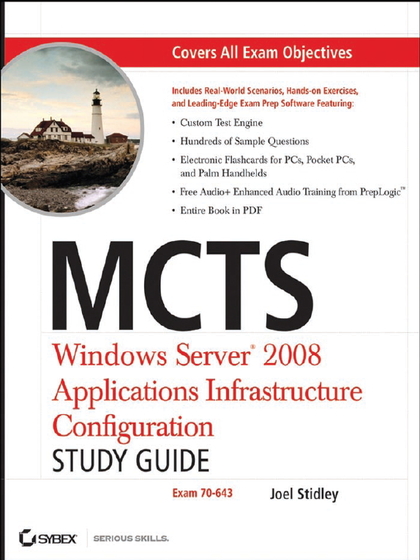 Covers All Exam Objectives
Includes Real-World Scenarios, Hands-on Exercises,
and Leading-Edge Exam Prep Software Featuring:
• Custom Test Engine
• Hundreds of Sample Questions
• Electronic Flashcards for PCs, Pocket PCs,
and Palm Handhelds
• Free Audio+ Enhanced Audio Training from PrepLogic™
• Entire Book in PDF
MCTS
Windows Server® 2008
Applications Infrastructure
Configuration
STUDY GUIDE
Exam 70-643
Joel Stidley
SYBEX
SERIOUS SKILLS.